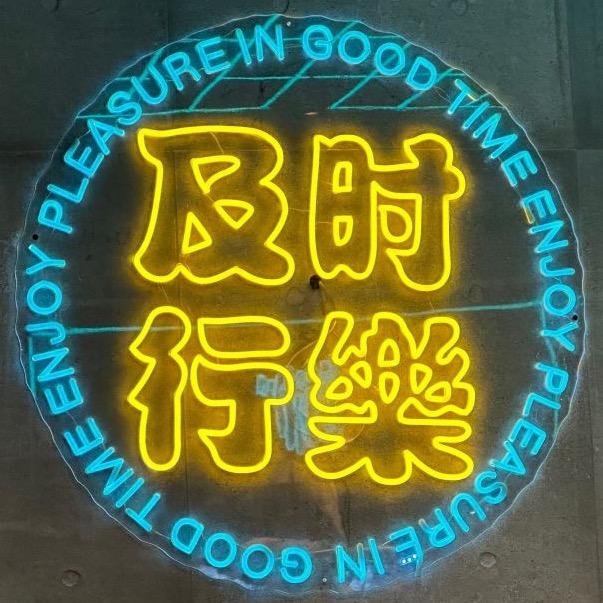 及时
行樂
ENJOY PLEASURE IN GOOD TIME
ENJOY PLEASURE IN GOOD TIME